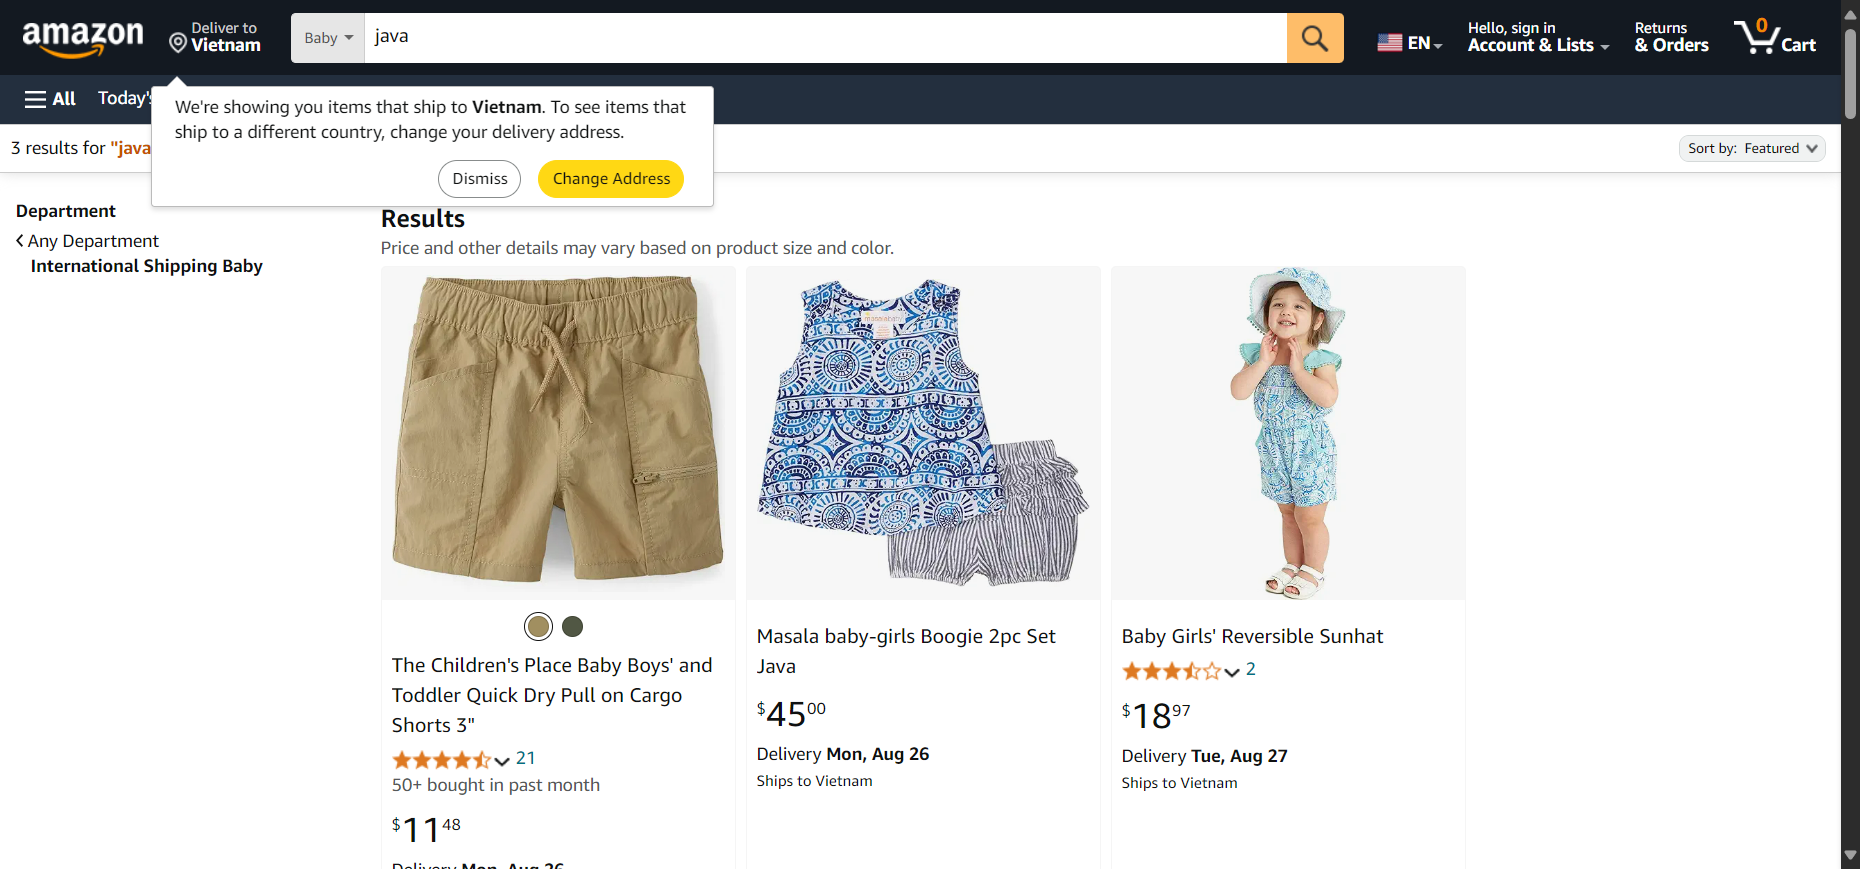 amazon
Deliver to
Vietnam
Baby
java
EN
Hello, sign in
Account & Lists
Returns
& Orders
0
Cart
All
Today's
We're showing you items that ship to Vietnam. To see items that
ship to a different country, change your delivery address.
Dismiss
Change Address
3 results for "java
Sort by: Featured
Department
Any Department
International Shipping Baby
Results
Price and other details may vary based on product size and color.
The Children's Place Baby Boys' and
Toddler Quick Dry Pull on Cargo
Shorts 3"
21
50+ bought in past month
$11 48
Delivery Mon, Aug 26
masalababy
Masala baby-girls Boogie 2pc Set
Java
$45 00
Delivery Mon, Aug 26
Ships to Vietnam
Baby Girls' Reversible Sunhat
2
$18 97
Delivery Tue, Aug 27
Ships to Vietnam